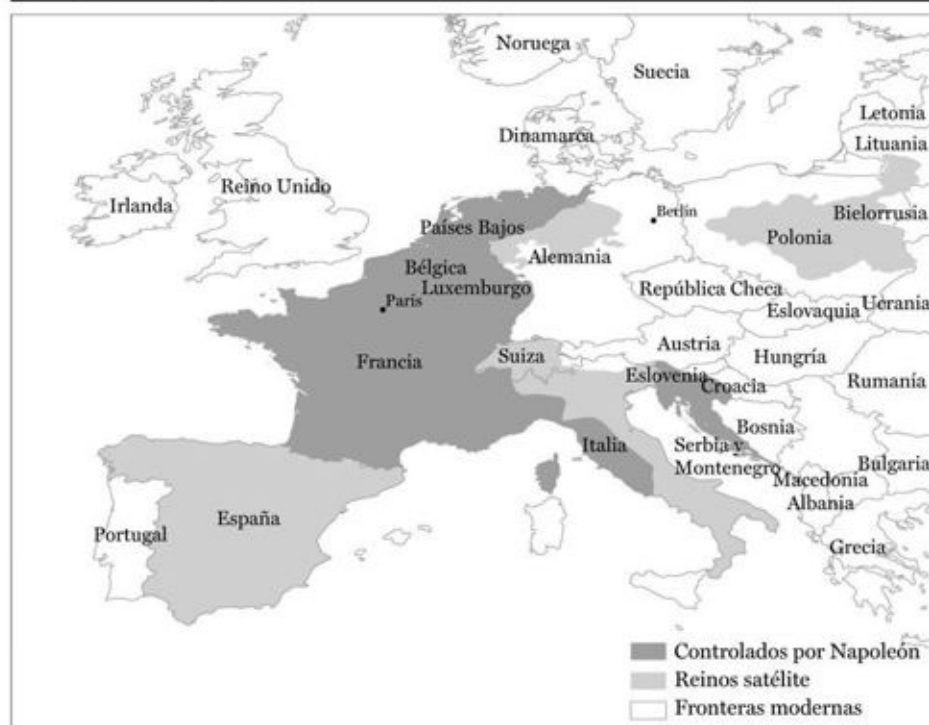 Noruega
Suecia
Letonia
Dinamarca
Lituania
Irlanda
Reino Unido
Países Bajos
Berlín
Bielorrusia
Polonia
Alemania
Bélgica
Luxemburgo
París
República Checa
Eslovaquia
Ucrania
Francia
Suiza
Austria
Hungría
Eslovenia
Croacia
Rumanía
Bosnia
Italia
Serbia y
Montenegro
Bulgaria
Macedonia
Albania
España
Portugal
Grecia
Controlados por Napoleón
Reinos satélite
Fronteras modernas